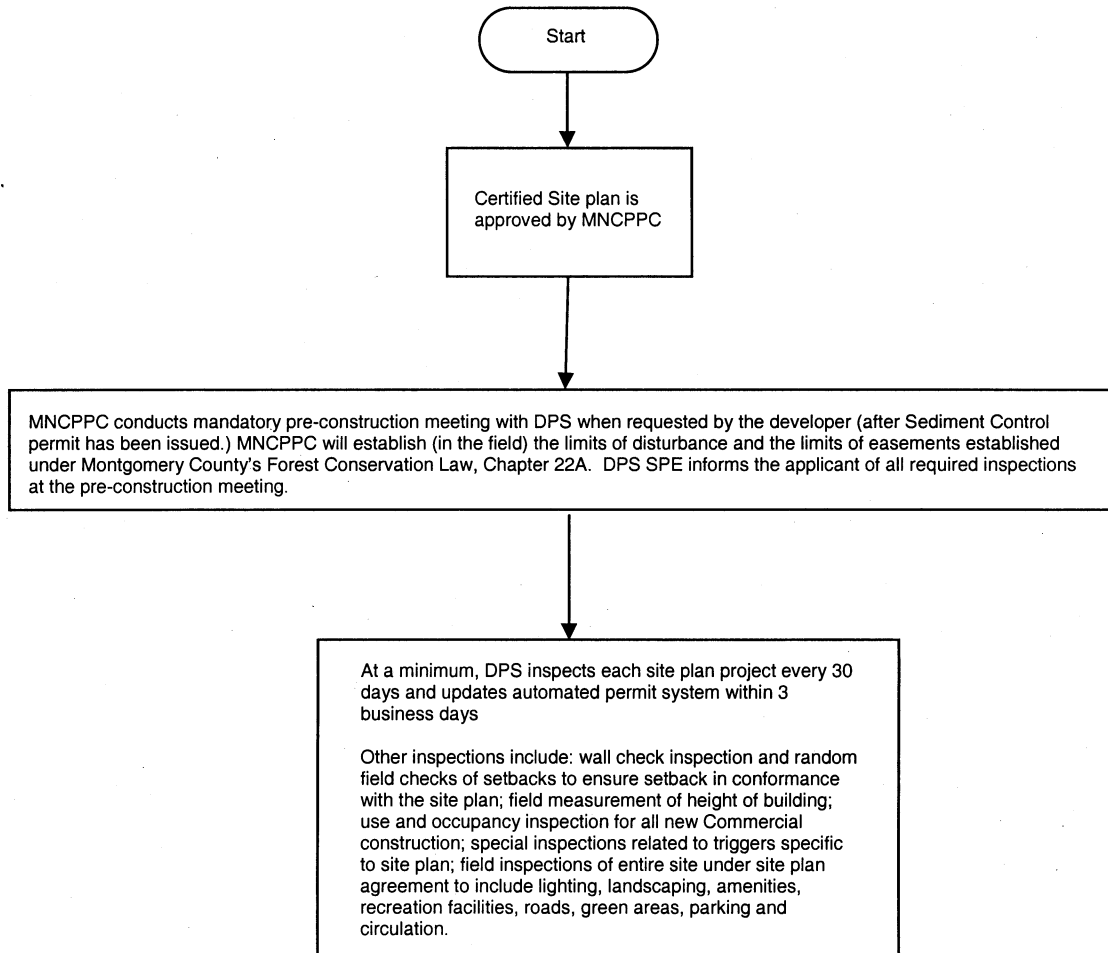 Start
Certified Site plan is
approved by MNCPPC
MNCPPC conducts mandatory pre-construction meeting with DPS when requested by the developer (after Sediment Control
permit has been issued.) MNCPPC will establish (in the field) the limits of disturbance and the limits of easements established
under Montgomery County's Forest Conservation Law, Chapter 22A.  DPS SPE informs the applicant of all required inspections
at the pre-construction meeting.
At a minimum, DPS inspects each site plan project every 30
days and updates automated permit system within 3
business days
Other inspections include: wall check inspection and random
field checks of setbacks to ensure setback in conformance
with the site plan; field measurement of height of building;
use and occupancy inspection for all new Commercial
construction; special inspections related to triggers specific
to site plan; field inspections of entire site under site plan
agreement to include lighting, landscaping, amenities,
recreation facilities, roads, green areas, parking and
circulation.